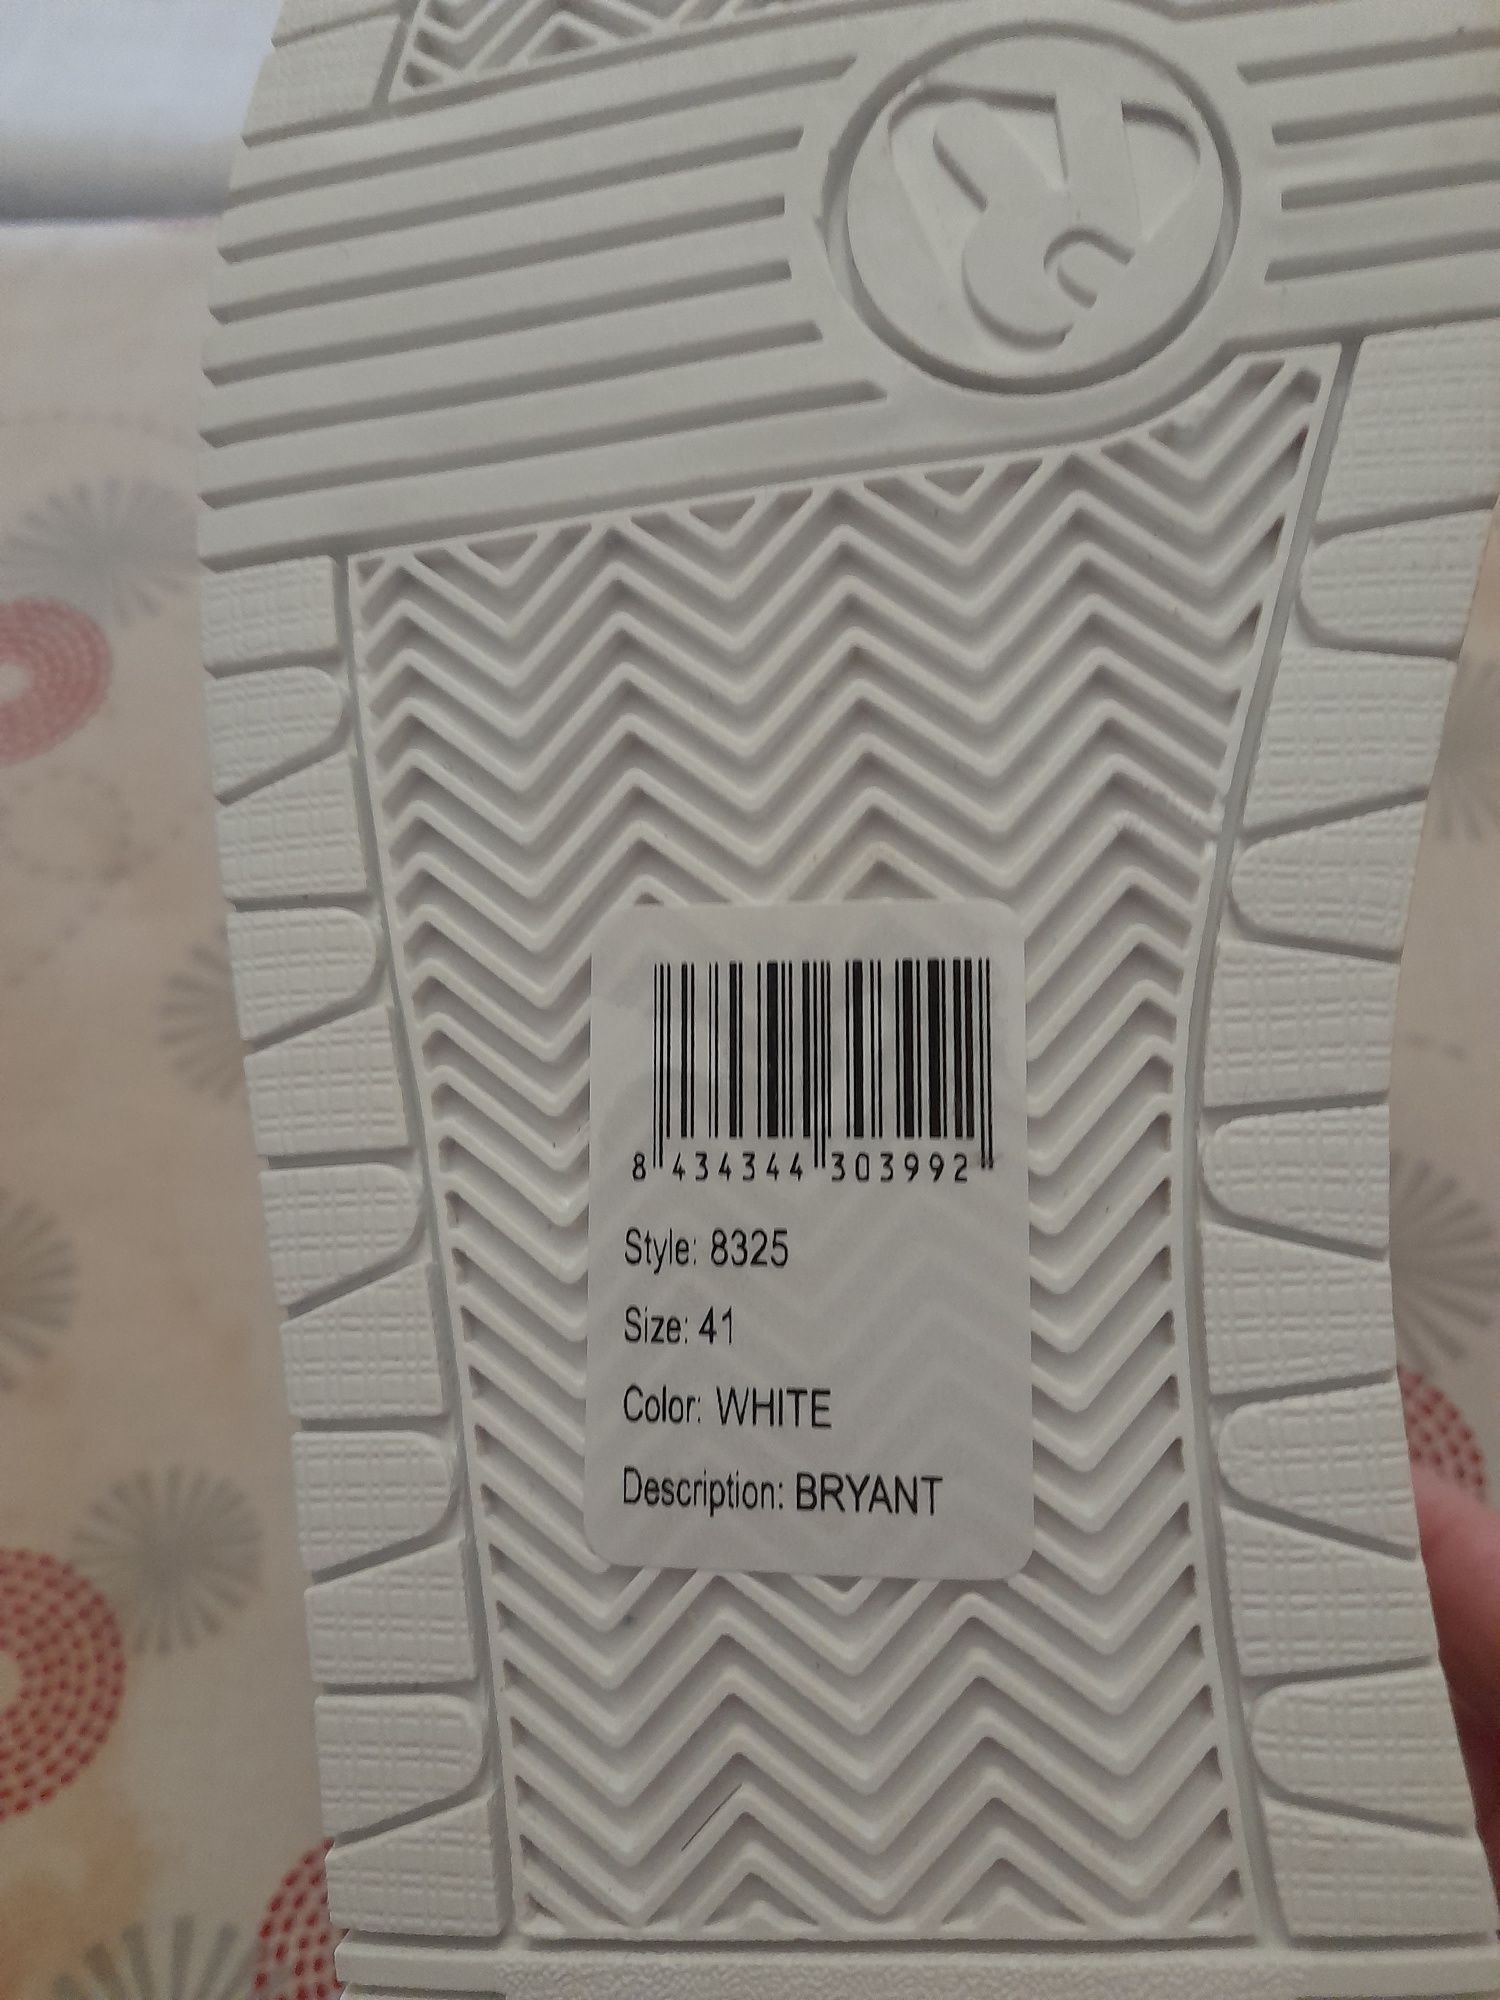 8 434344 303992
Style: 8325
Size: 41
Color: WHITE
Description: BRYANT